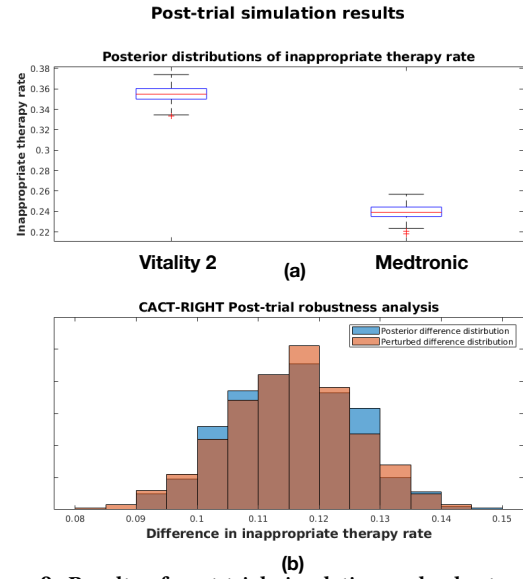 Post-trial simulation results
Posterior distributions of inappropriate therapy rate
Inappropriate therapy rate
0.38
0.36
0.34
0.32
0.3
0.28
0.26
0.24
0.22
Vitality 2
Medtronic
(a)
CACT-RIGHT Post-trial robustness analysis
Posterior difference distirbution
Perturbed difference distribution
0.08
0.09
0.1
0.11
0.12
0.13
0.14
0.15
Difference in inappropriate therapy rate
(b)